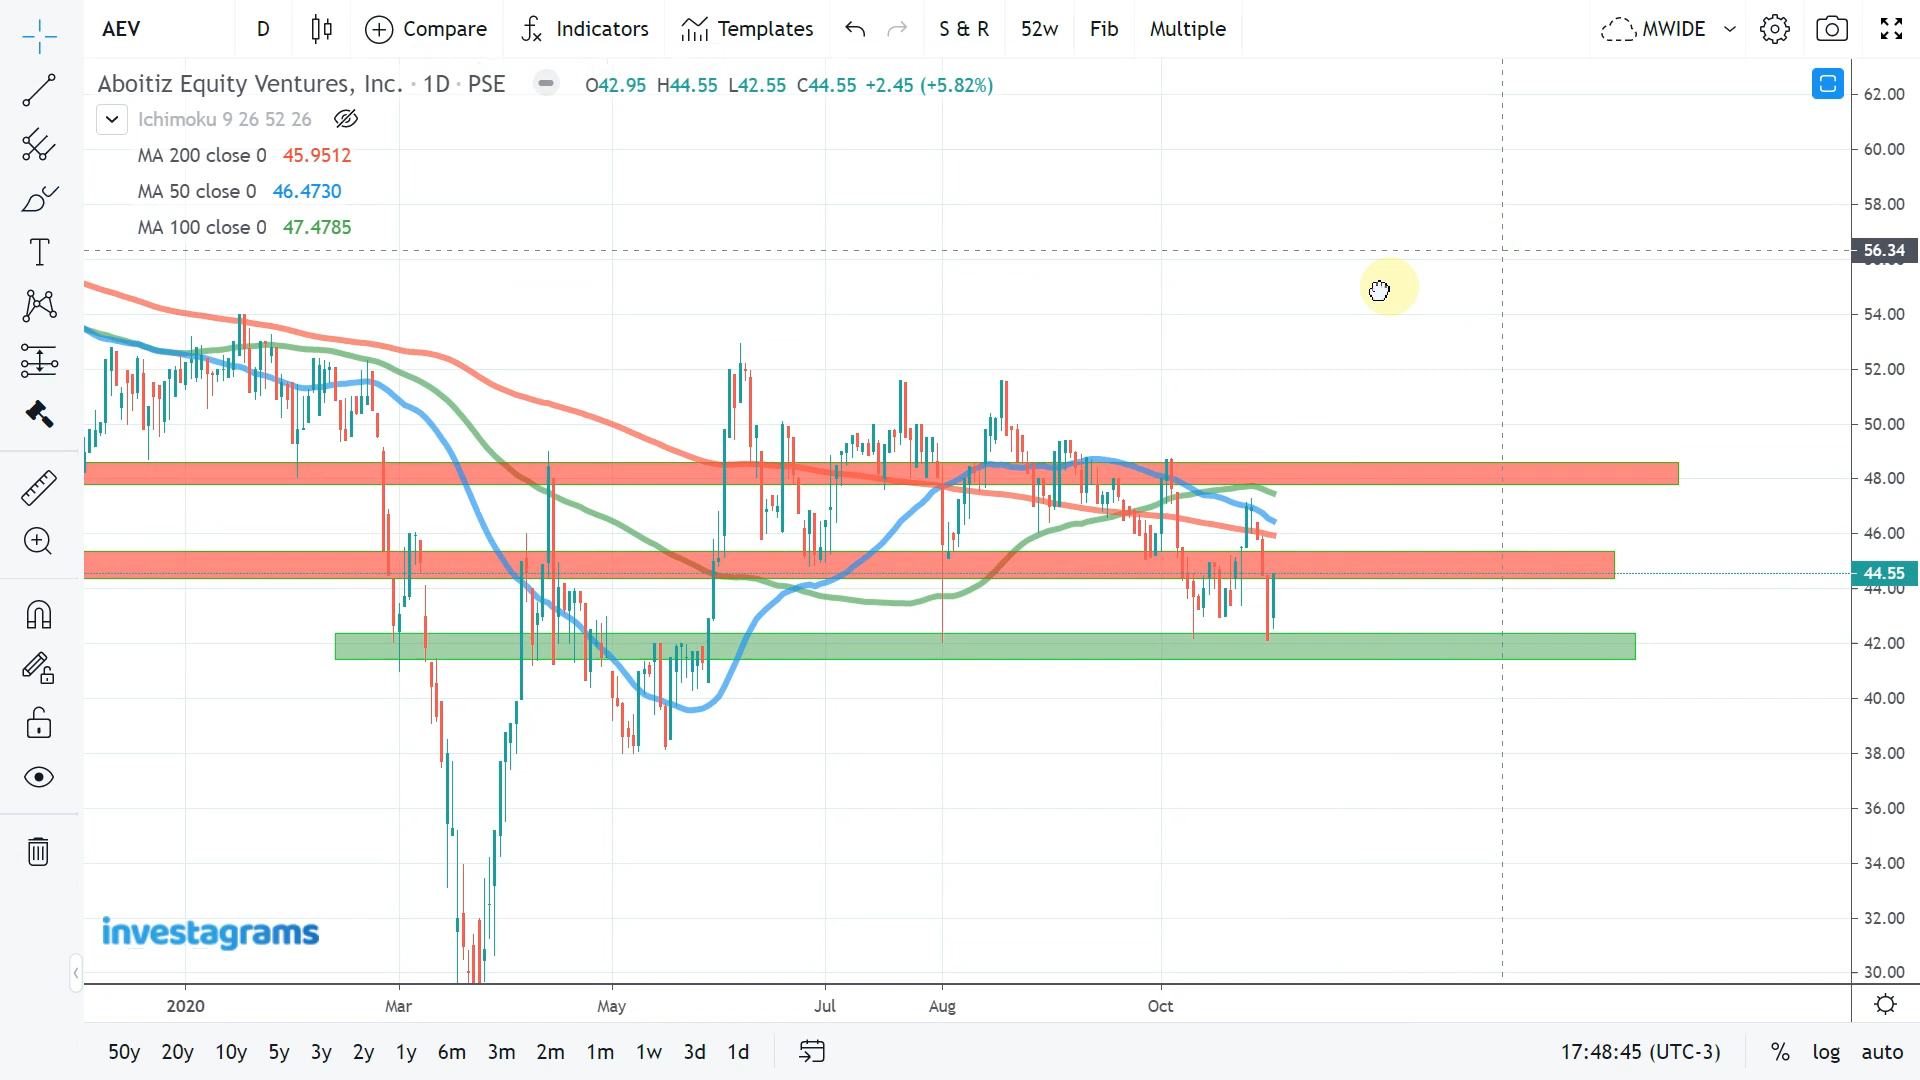 AEV D Compare Indicators Templates S & R 52w Fib Multiple MWIDE
Aboitiz Equity Ventures, Inc. · 1D · PSE O42.95 H44.55 L42.55 C44.55 +2.45 (+5.82%)
Ichimoku 9 26 52 26
MA 200 close 0 45.9512
MA 50 close 0 46.4730
MA 100 close 0 47.4785
62.00
60.00
58.00
56.34
54.00
52.00
50.00
48.00
46.00
44.55
44.00
42.00
40.00
38.00
36.00
34.00
32.00
30.00
investagrams
2020 Mar May Jul Aug Oct
50y 20y 10y 5y 3y 2y 1y 6m 3m 2m 1m 1w 3d 1d 17:48:45 (UTC-3) % log auto